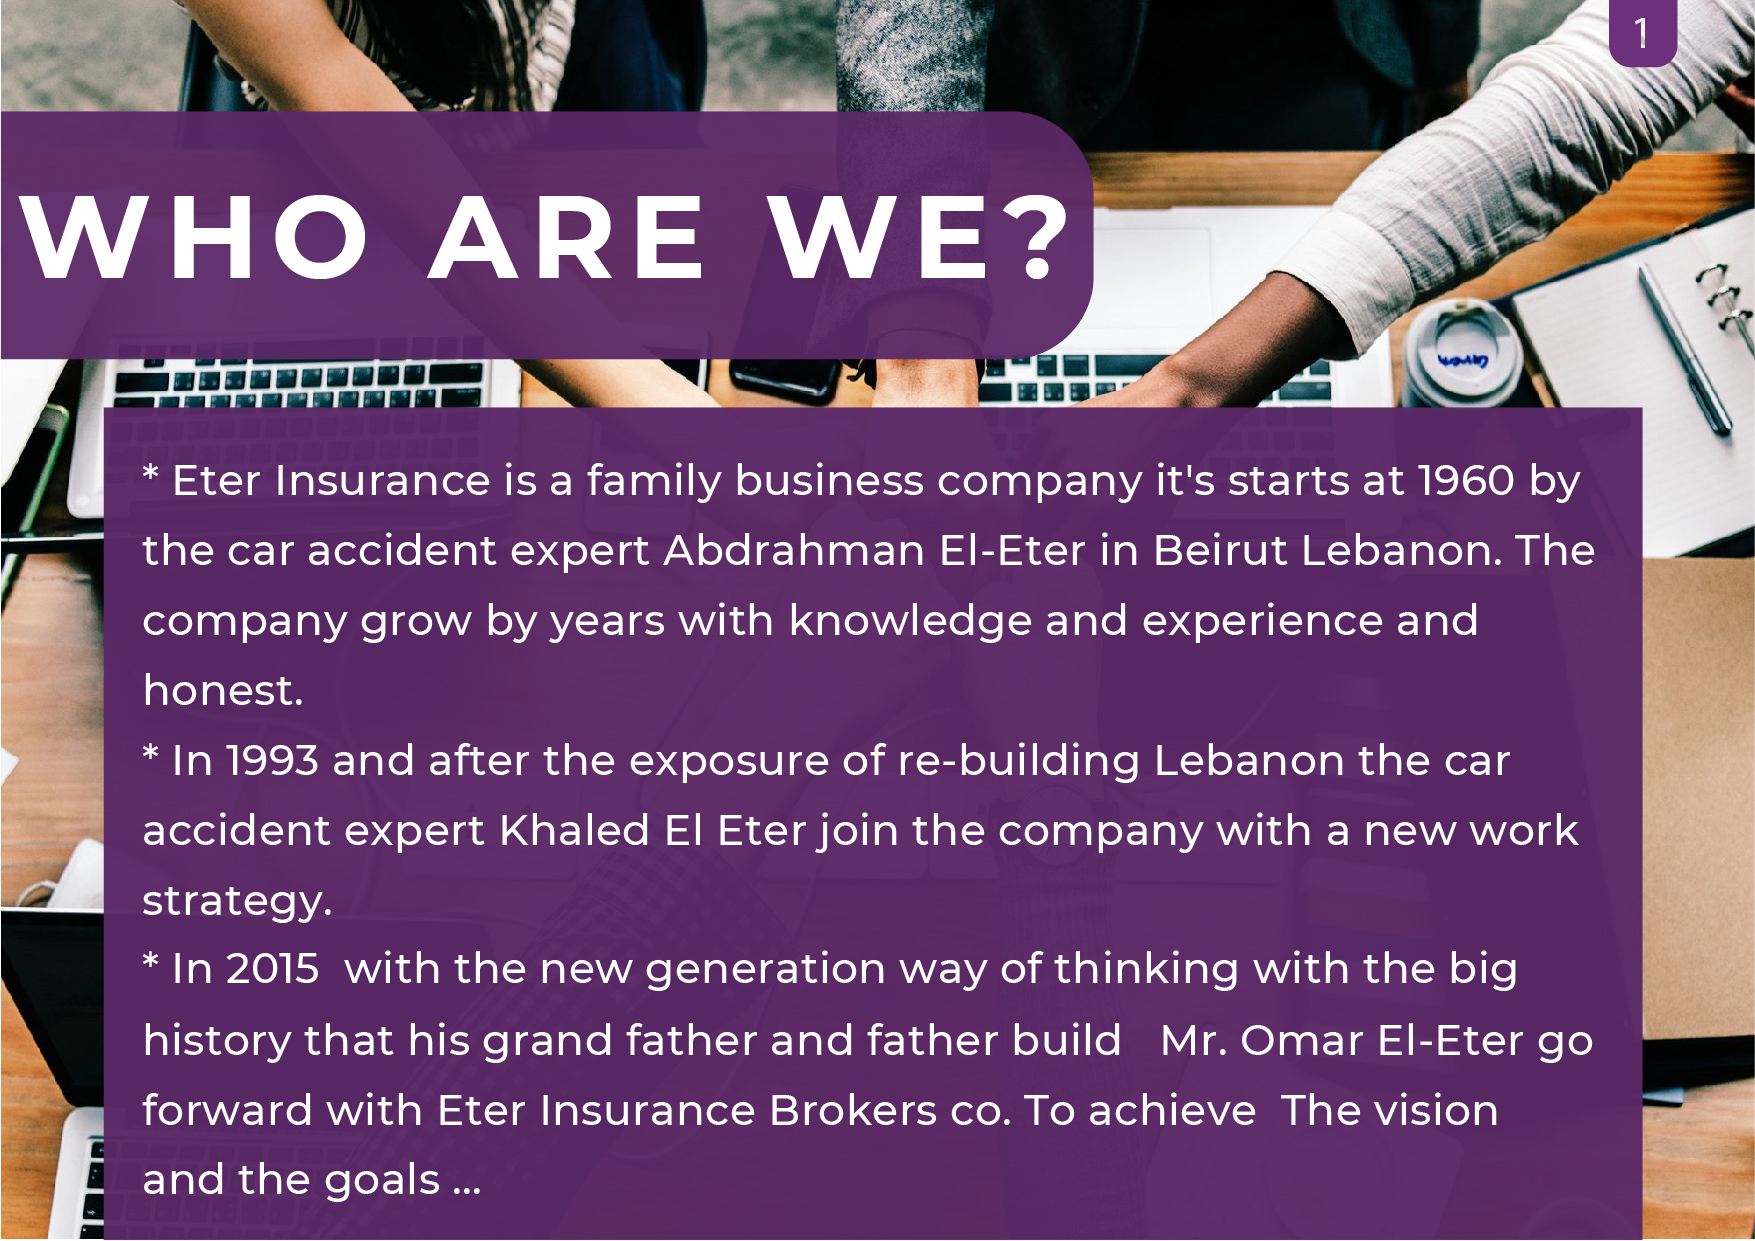 1
WHO ARE WE?
* Eter Insurance is a family business company it's starts at 1960 by
the car accident expert Abdrahman El-Eter in Beirut Lebanon. The
company grow by years with knowledge and experience and
honest.
* In 1993 and after the exposure of re-building Lebanon the car
accident expert Khaled El Eter join the company with a new work
strategy.
* In 2015  with the new generation way of thinking with the big
history that his grand father and father build   Mr. Omar El-Eter go
forward with Eter Insurance Brokers co. To achieve  The vision
and the goals ...